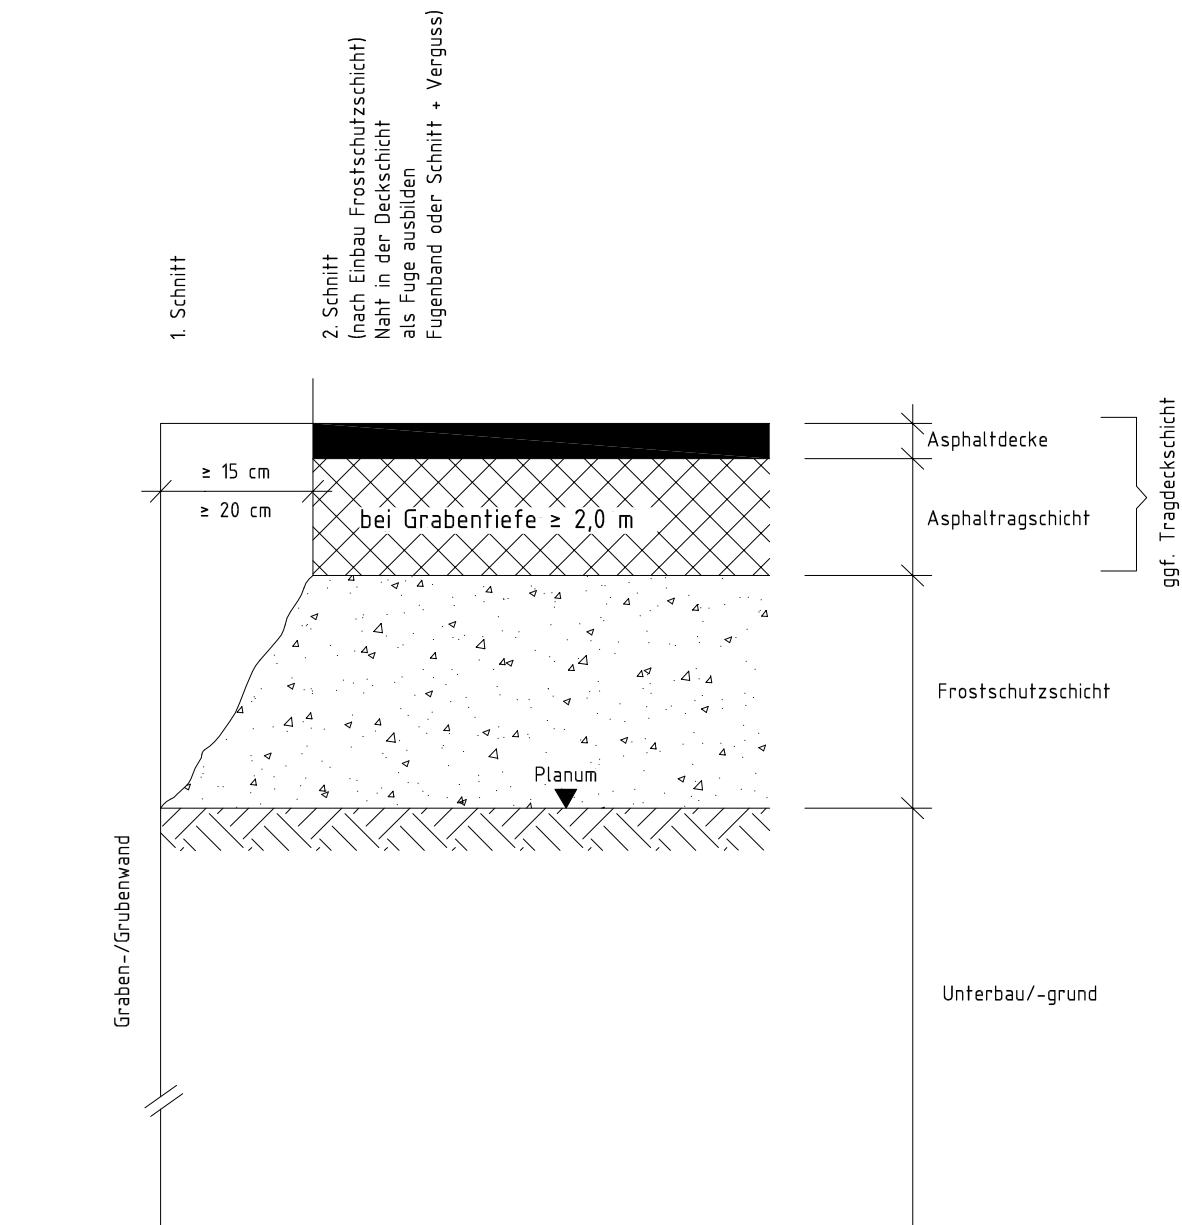 1. Schnitt
2. Schnitt
(nach Einbau Frostschutzschicht)
Naht in der Deckschicht
als Fuge ausbilden
Fugenband oder Schnitt + Verguss)
≥ 15 cm
≥ 20 cm
bei Grabentiefe ≥ 2,0 m
Asphaltdecke
Asphaltragschicht
ggf. Tragdeckschicht
Frostschutzschicht
Planum
Graben-/Grubenwand
Unterbau/-grund